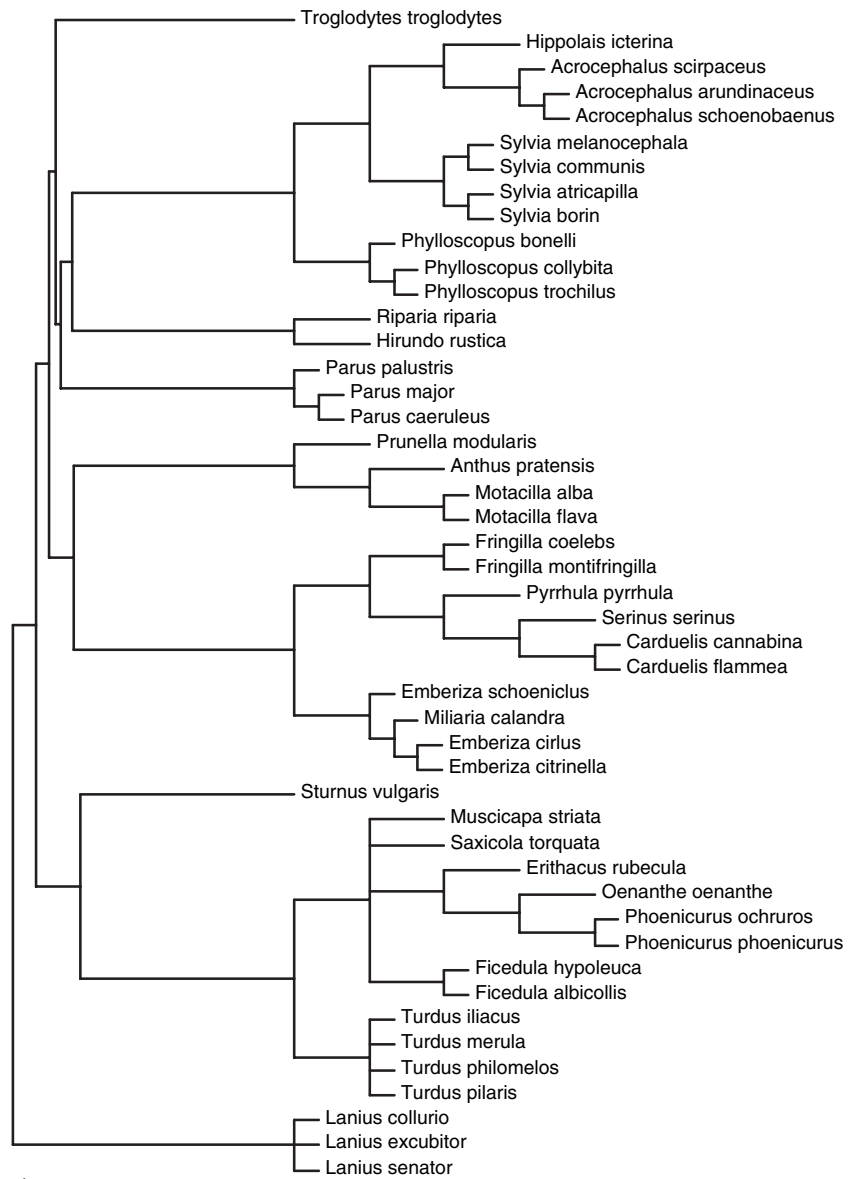 Troglodytes troglodytes
Hippolais icterina
Acrocephalus scirpaceus
Acrocephalus arundinaceus
Acrocephalus schoenobaenus
Sylvia melanocephala
Sylvia communis
Sylvia atricapilla
Sylvia borin
Phylloscopus bonelli
Phylloscopus collybita
Phylloscopus trochilus
Riparia riparia
Hirundo rustica
Parus palustris
Parus major
Parus caeruleus
Prunella modularis
Anthus pratensis
Motacilla alba
Motacilla flava
Fringilla coelebs
Fringilla montifringilla
Pyrrhula pyrrhula
Serinus serinus
Carduelis cannabina
Carduelis flammea
Emberiza schoeniclus
Miliaria calandra
Emberiza cirlus
Emberiza citrinella
Sturnus vulgaris
Muscicapa striata
Saxicola torquata
Erithacus rubecula
Oenanthe oenanthe
Phoenicurus ochruros
Phoenicurus phoenicurus
Ficedula hypoleuca
Ficedula albicollis
Turdus iliacus
Turdus merula
Turdus philomelos
Turdus pilaris
Lanius collurio
Lanius excubitor
Lanius senator